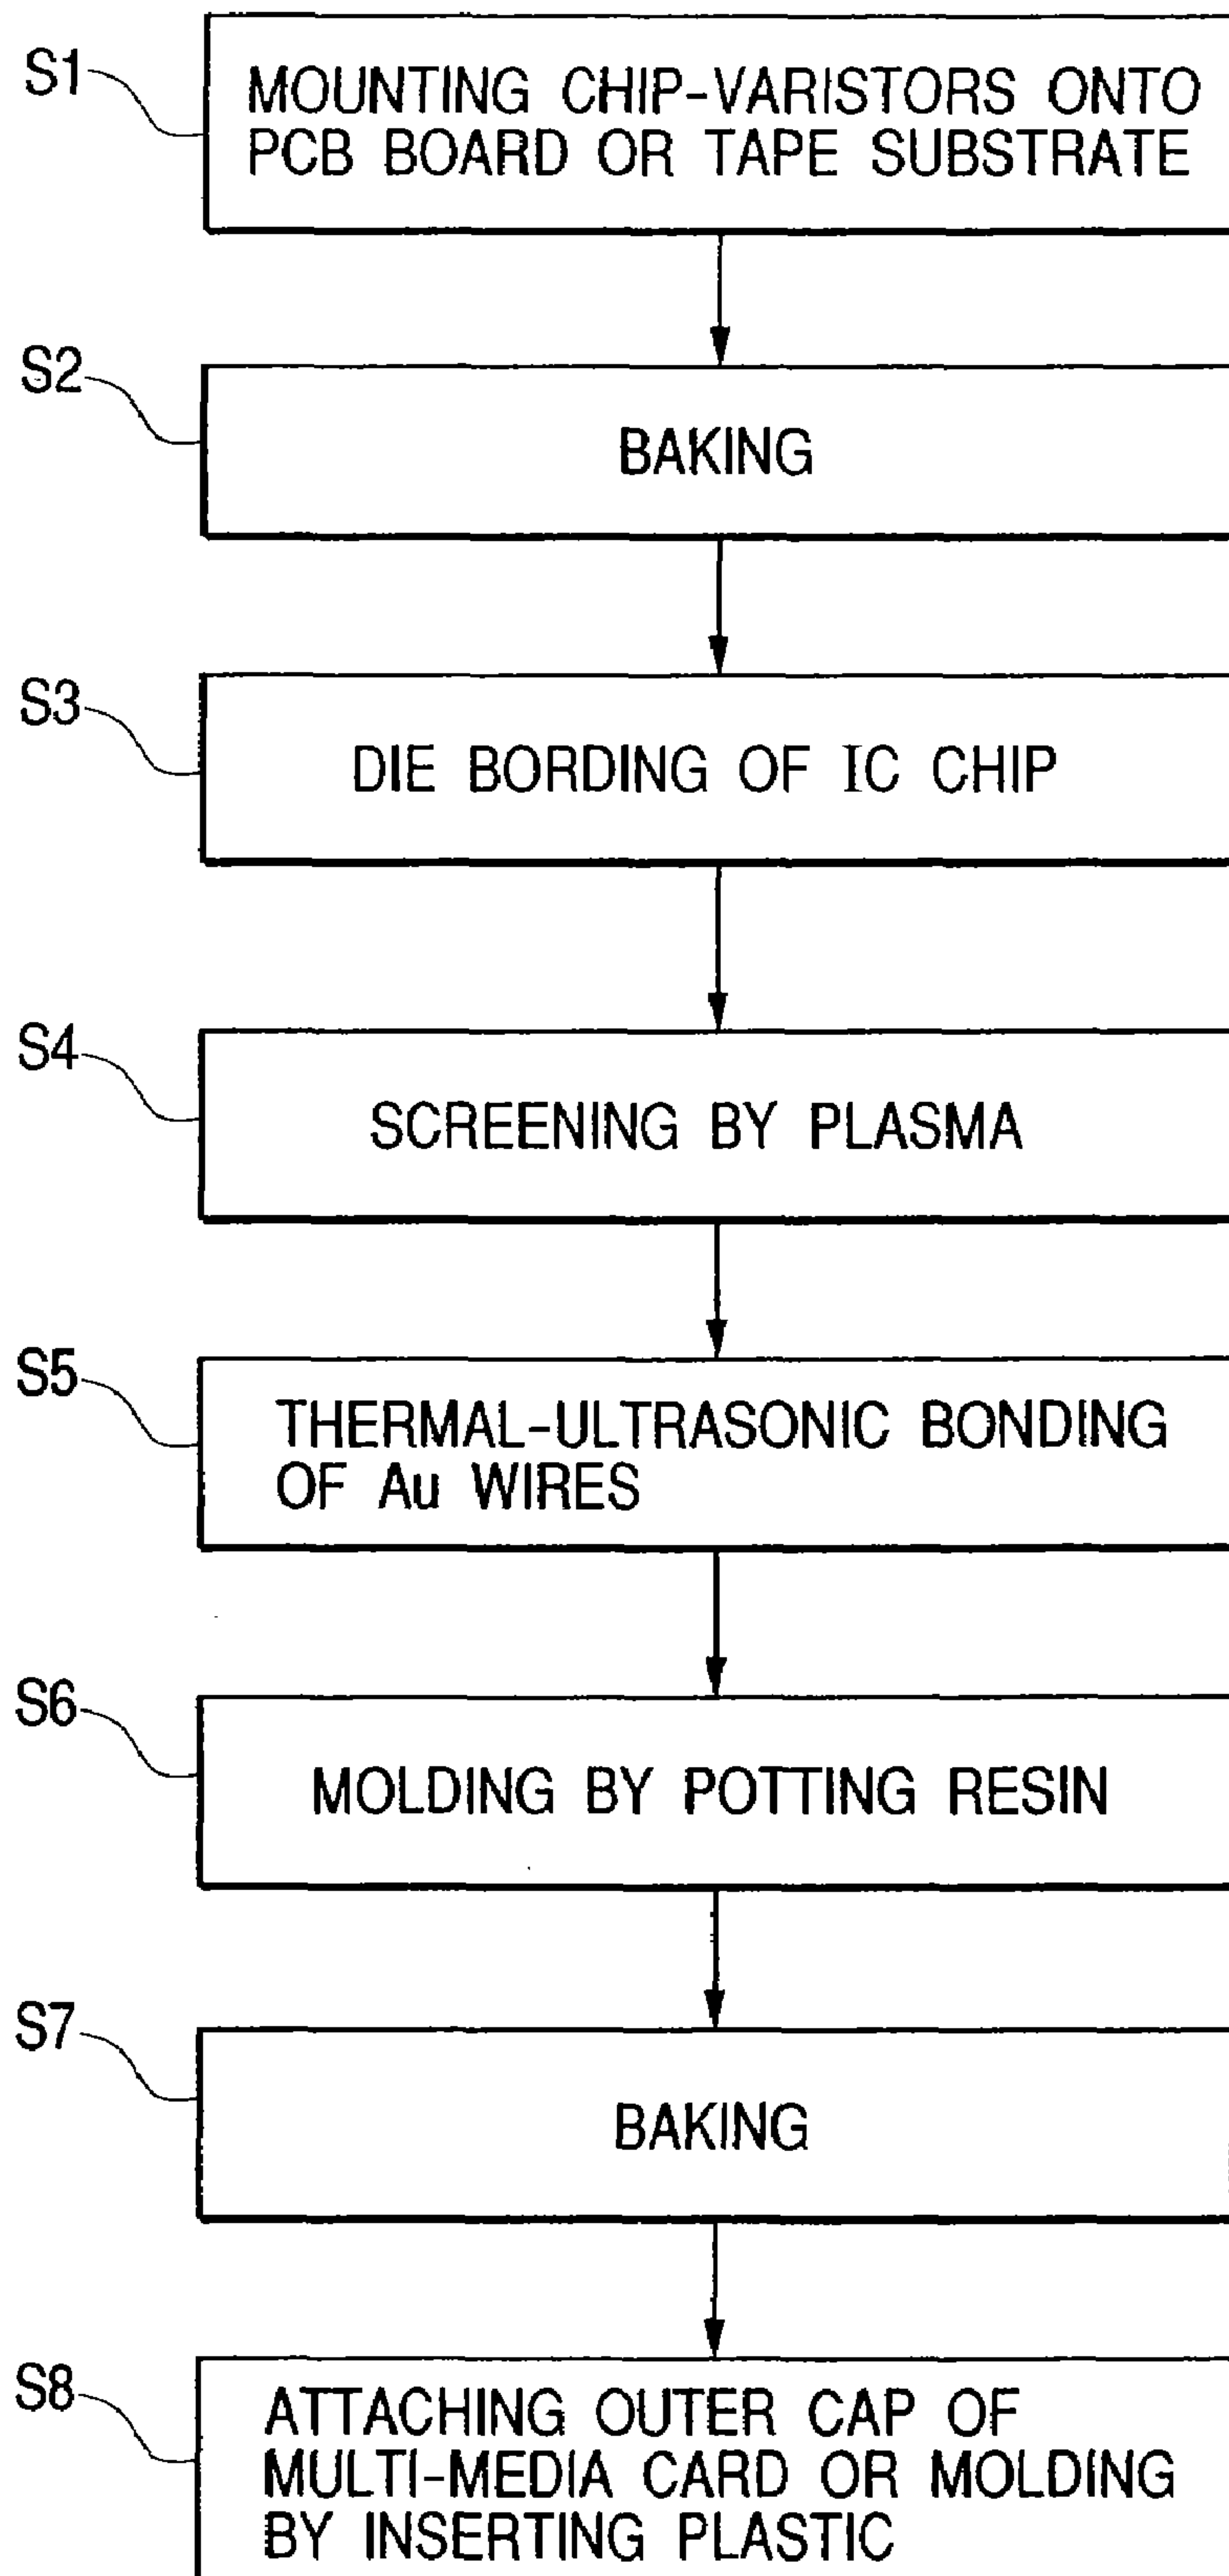 S1
MOUNTING CHIP-VARISTORS ONTO
PCB BOARD OR TAPE SUBSTRATE
S2
BAKING
S3
DIE BORDING OF IC CHIP
S4
SCREENING BY PLASMA
S5
THERMAL-ULTRASONIC BONDING
OF Au WIRES
S6
MOLDING BY POTTING RESIN
S7
BAKING
S8
ATTACHING OUTER CAP OF
MULTI-MEDIA CARD OR MOLDING
BY INSERTING PLASTIC